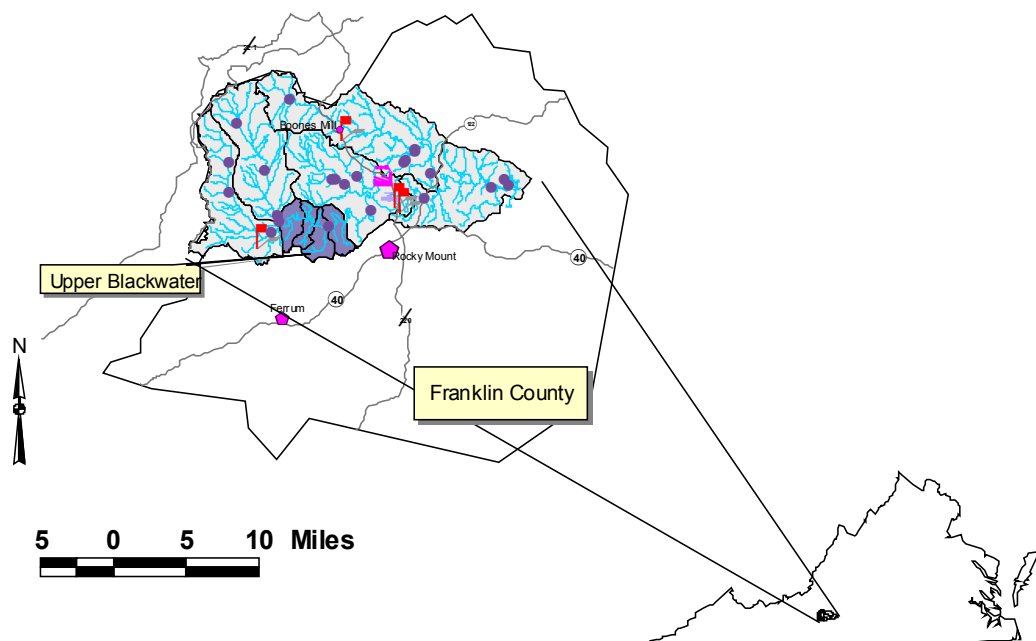 Boones Mill
Rocky Mount
40
Upper Blackwater
40
Ferrum
N
Franklin County
5 0 5 10 Miles